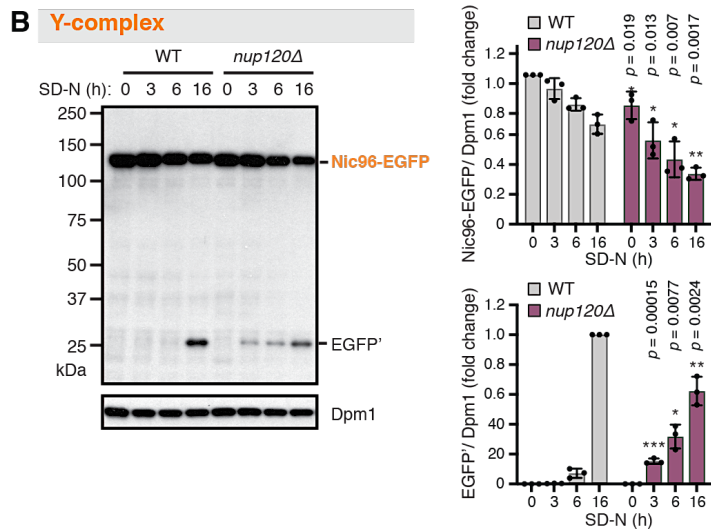 B Y-complex
WT nup120Δ
SD-N (h): 0 3 6 16 0 3 6 16
250
150
100
75
50
37
25
kDa
Nic96-EGFP
EGFP’
Dpm1
WT
nup120Δ
p = 0.019
p = 0.013
p = 0.007
p = 0.0017
Nic96-EGFP/ Dpm1 (fold change)
1.2
1.0
0.8
0.6
0.4
0.2
0
* * * **
0 3 6 16 0 3 6 16
SD-N (h)
WT
nup120Δ
p = 0.00015
p = 0.0077
p = 0.0024
EGFP’/ Dpm1 (fold change)
1.2
1.0
0.8
0.6
40
20
0
*** * **
0 3 6 16 0 3 6 16
SD-N (h)